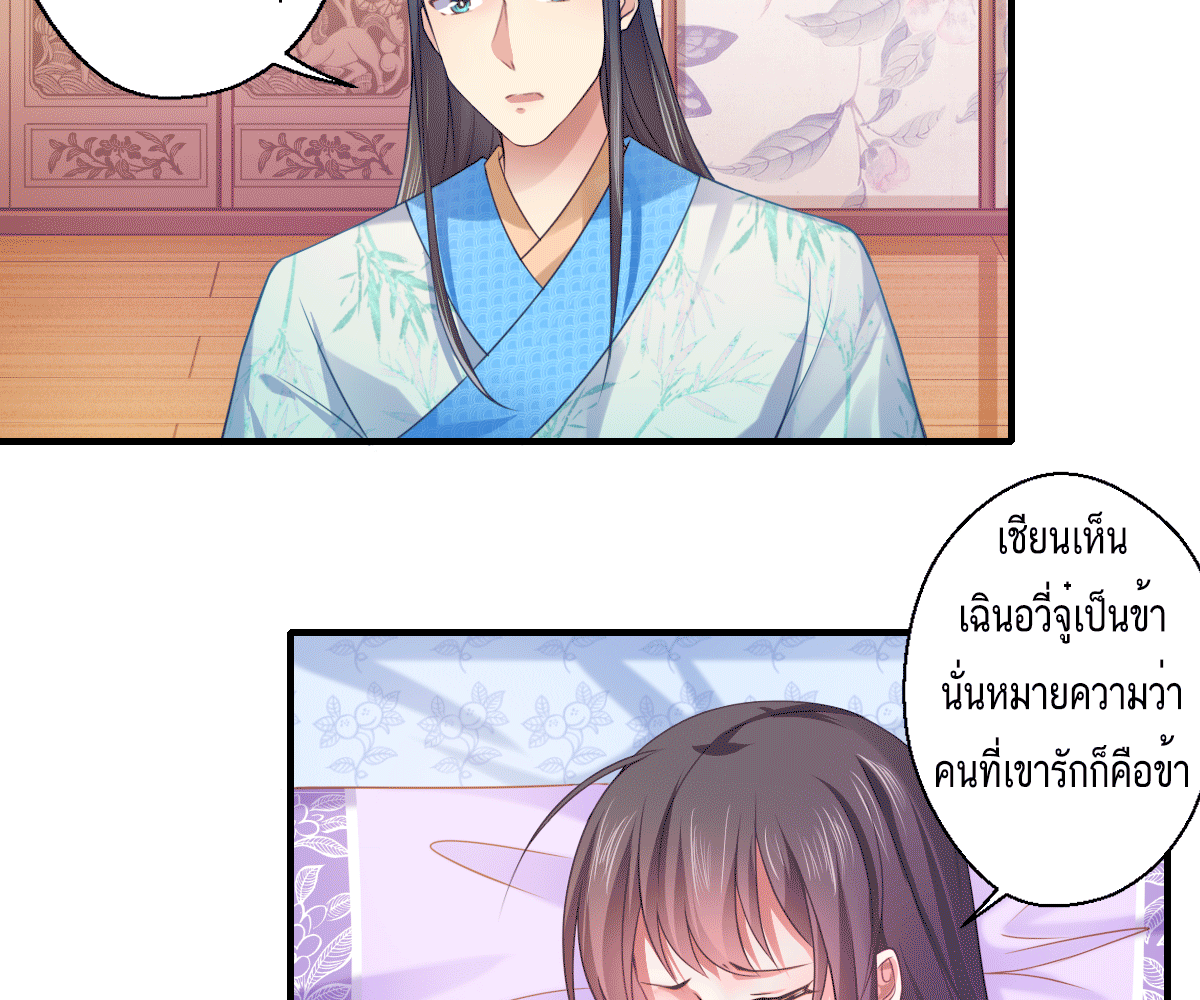 เชียนเห็น
เฉินอวี่จู๋เป็นข้า
นั่นหมายความว่า
คนที่เขารักก็คือข้า